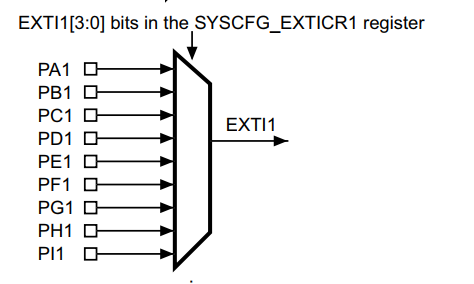 EXTI1[3:0] bits in the SYSCFG_EXTICR1 register
PA1
PB1
PC1
PD1
PE1
PF1
PG1
PH1
PI1
EXTI1